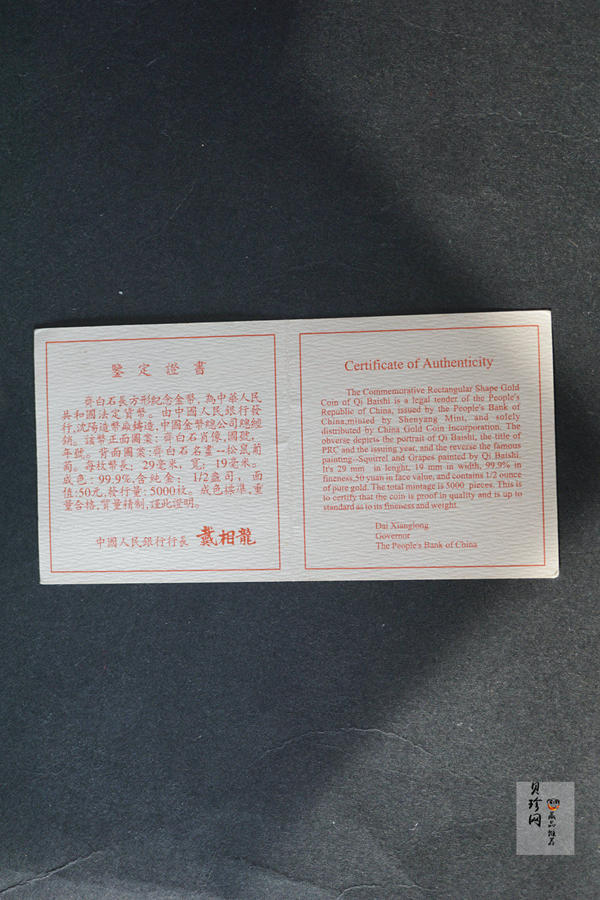 鑒定證書
齊白石長方形紀念金幣,為中華人民
共和國法定貨幣。由中國人民銀行發
行,沈陽造幣廠鑄造,中國金幣總公司總經
銷。該幣正面圖案:齊白石肖像,國號,
年號。背面圖案:齊白石名畫--松鼠葡
萄。每枚幣長:29毫米,寬:19毫米。
成色:99.9%,含純金:1/2盎司,面
值:50元,發行量:5000枚。成色標準,重
量合格,質量精制,謹此證明。
中國人民銀行行長 戴相龍
Certificate of Authenticity
The Commemorative Rectangular Shape Gold
Coin of Qi Baishi is a legal tender of the People's
Republic of China, issued by the People's Bank of
China,minted by Shenyang Mint, and solely
distributed by China Gold Coin Incorporation. The
obverse depicts the portrait of Qi Baishi, the title of
PRC and the issuing year, and the reverse the famous
painting--Squirrel and Grapes painted by Qi Baishi.
It's 29 mm in lenght, 19 mm in width, 99.9% in
fineness,50 yuan in face value, and contains 1/2 ounce
of pure gold. The total mintage is 5000 pieces. This is
to certify that the coin is proof in quality and is up to
standard as to its fineness and weight.
Dai Xianglong
Governor
The People's Bank of China
貝珍网
藏品推荐